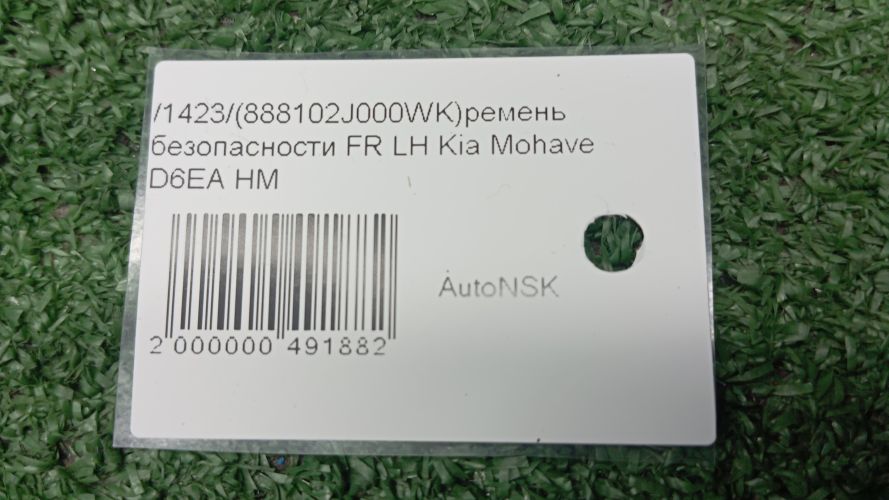 /1423/(888102J000WK)ремень
безопасности FR LH Kia Mohave
D6EA HM
AutoNSK
2 000000 491882